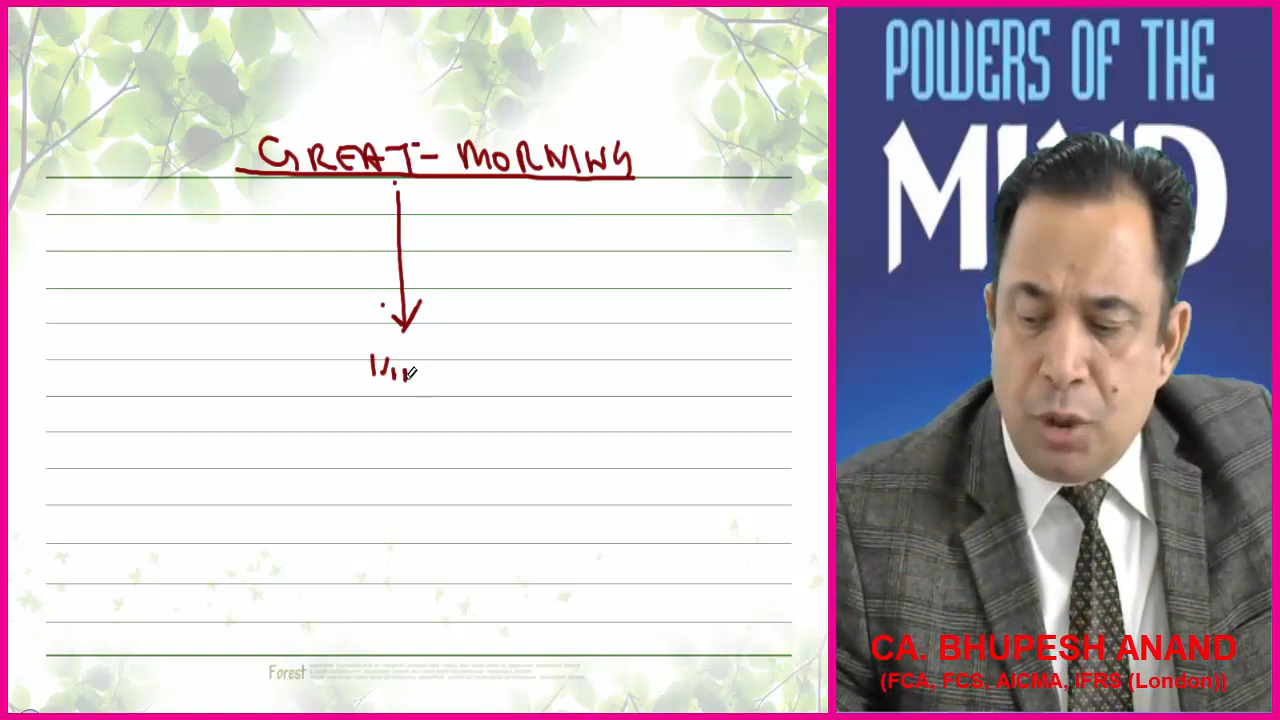 GREAT - MORNING
Forest
POWERS OF THE
MIND
CA. BHUPESH ANAND
(FCA, FCS, AICMA, IFRS (London))